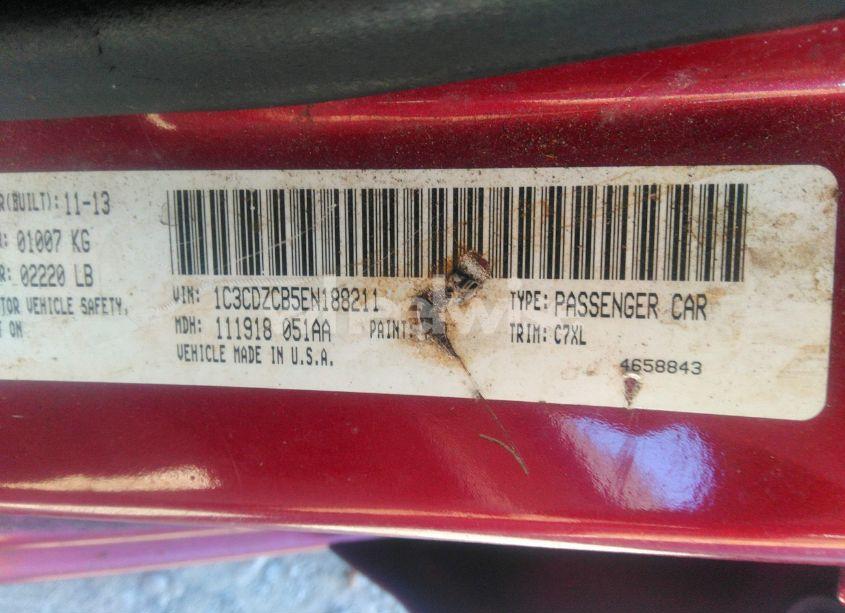 R(BUILT): 11-13
: 01007 KG
R: 02220 LB
TOR VEHICLE SAFETY,
T ON
VIN: 1C3CDZCB5EN188211
TYPE: PASSENGER CAR
MDH: 111918 051AA
PAINT:
TRIM: C7XL
VEHICLE MADE IN U.S.A.
4658843